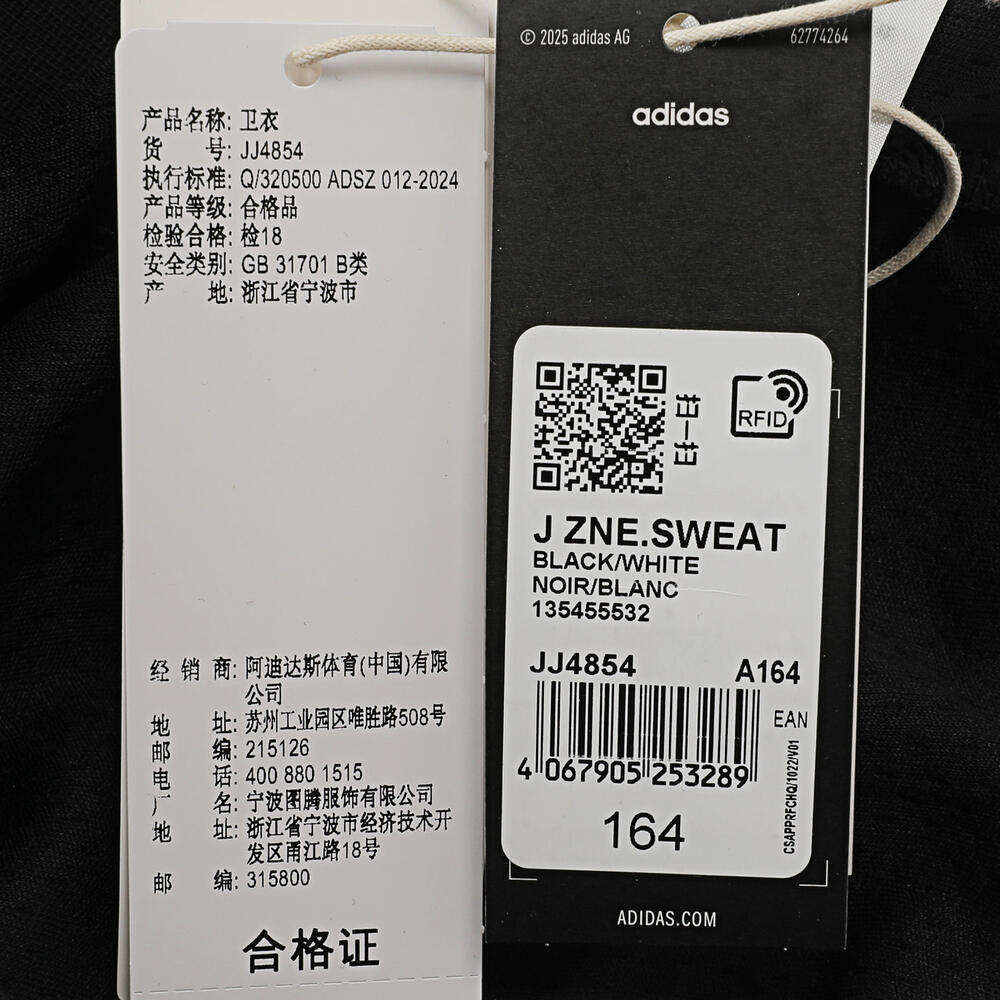 产品名称: 卫衣
货 号: JJ4854
执行标准: Q/320500 ADSZ 012-2024
产品等级: 合格品
检验合格: 检18
安全类别: GB 31701 B类
产 地: 浙江省宁波市
经 销 商: 阿迪达斯体育(中国)有限
公司
地 址: 苏州工业园区唯胜路508号
邮 编: 215126
电 话: 400 880 1515
厂 名: 宁波图腾服饰有限公司
地 址: 浙江省宁波市经济技术开
发区甬江路18号
邮 编: 315800
合格证
© 2025 adidas AG
62774264
adidas
扫一扫
RFID
J ZNE.SWEAT
BLACK/WHITE
NOIR/BLANC
135455532
JJ4854 A164
EAN
4 067905 253289
CSAPPRFCHQ/1022/V01
164
ADIDAS.COM